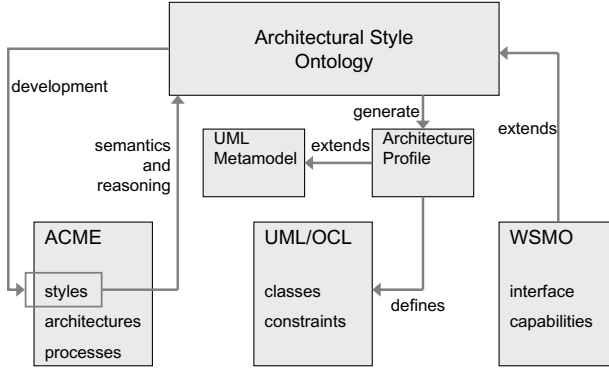 Architectural Style
Ontology
development
generate
extends
semantics
and
reasoning
UML
Metamodel
extends
Architecture
Profile
ACME
styles
architectures
processes
UML/OCL
classes
constraints
defines
WSMO
interface
capabilities